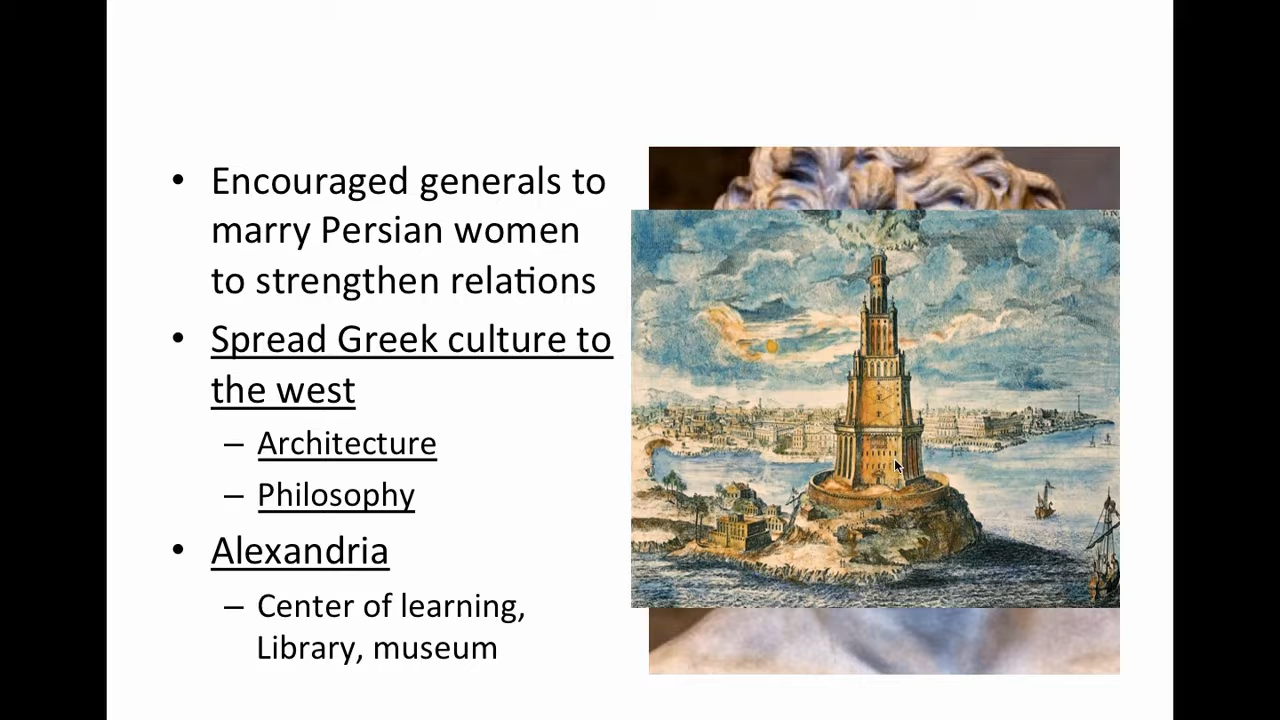 • Encouraged generals to
marry Persian women
to strengthen relations
• Spread Greek culture to
the west
– Architecture
– Philosophy
• Alexandria
– Center of learning,
Library, museum